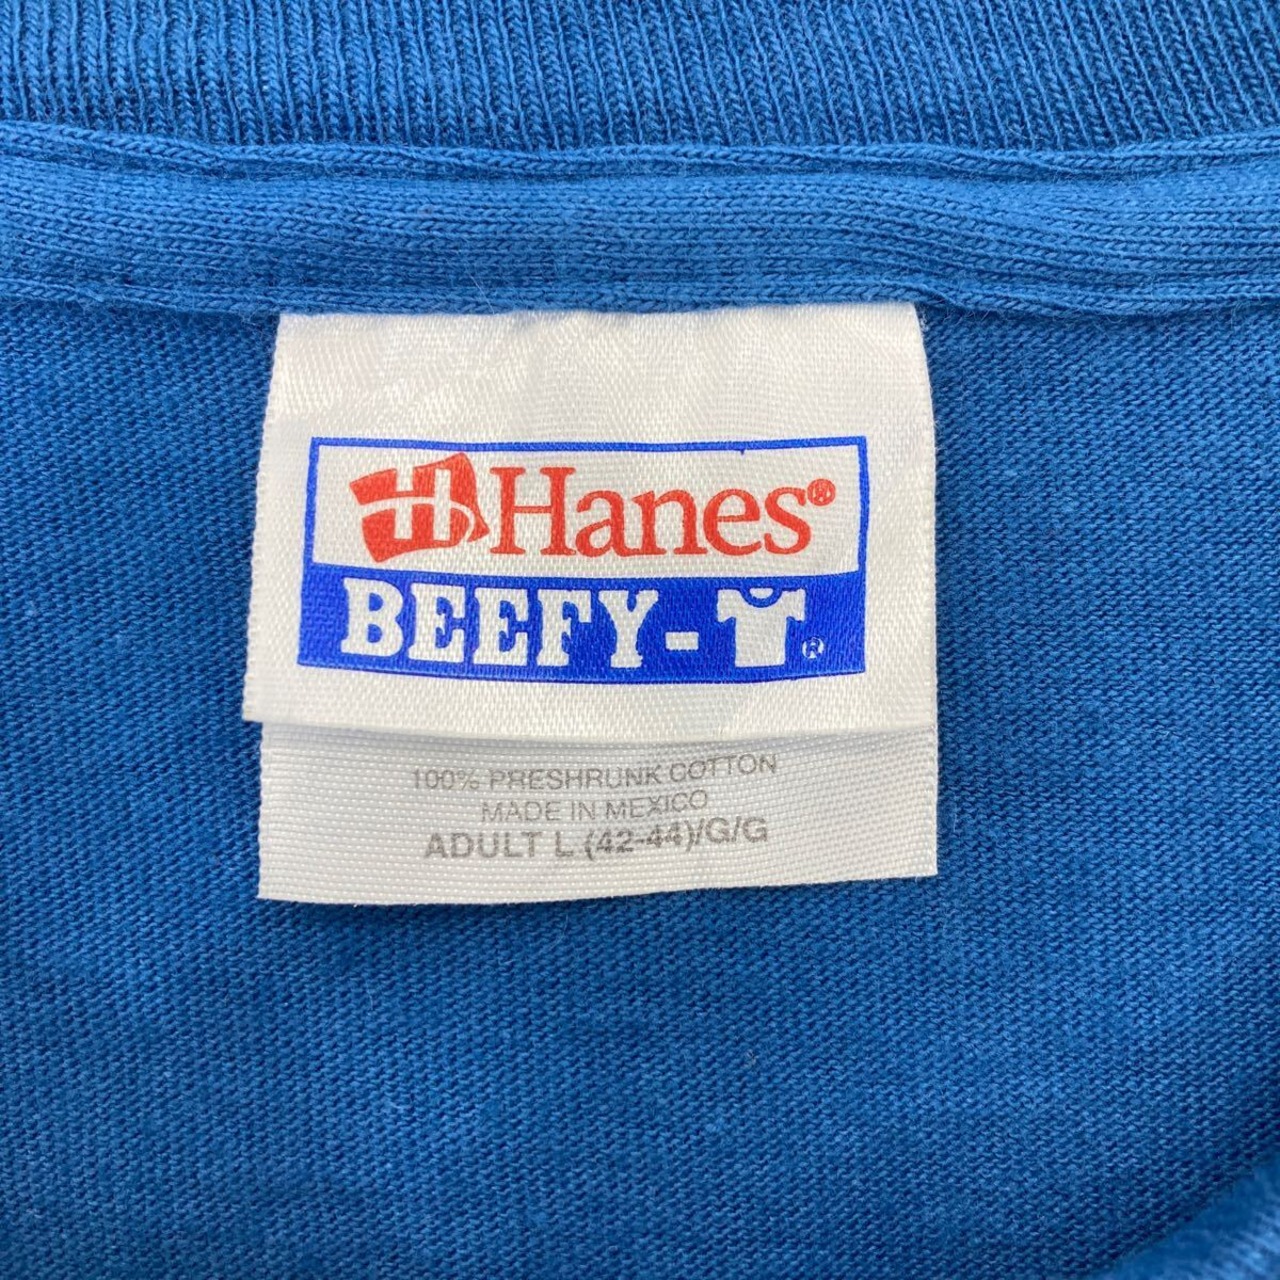 Hanes®
BEEFY-T®
100% PRESHRUNK COTTON
MADE IN MEXICO
ADULT L (42-44)/G/G